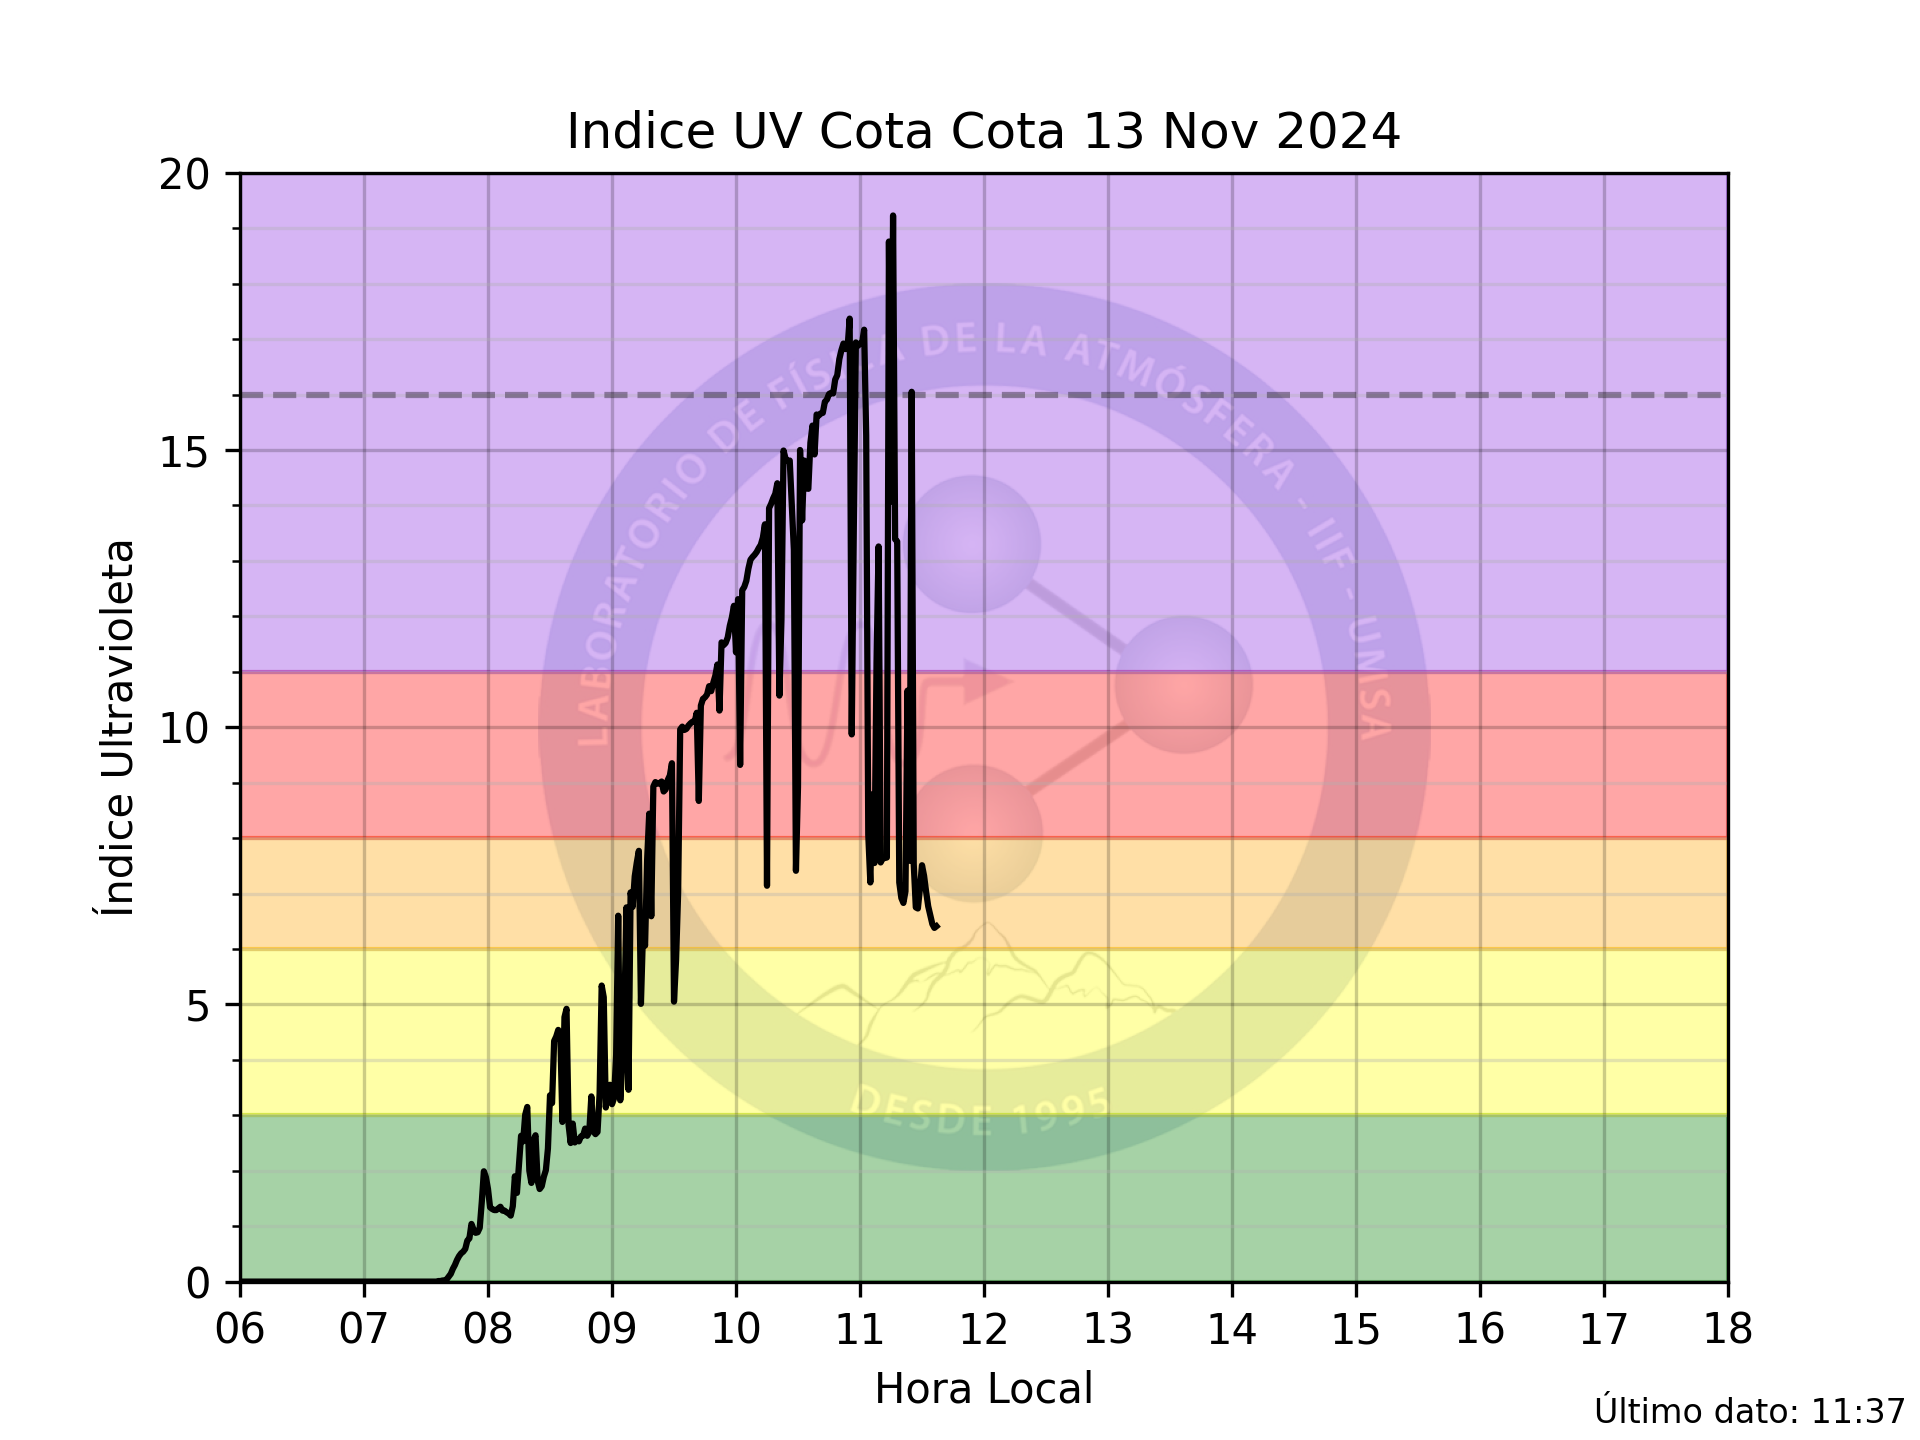 Indice UV Cota Cota 13 Nov 2024
20
15
10
5
0
Índice Ultravioleta
LABORATORIO DE FÍSICA DE LA ATMÓSFERA - IIF - UMSA
DESDE 1995
06 07 08 09 10 11 12 13 14 15 16 17 18
Hora Local
Último dato: 11:37